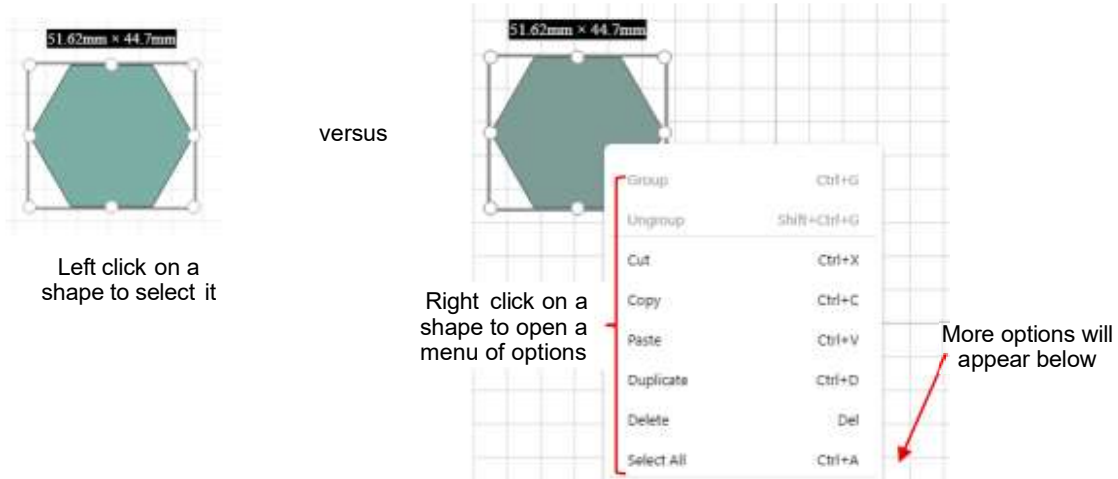 51.62mm × 44.7mm
Left click on a
shape to select it
versus
51.62mm × 44.7mm
Right click on a
shape to open a
menu of options
Group Ctrl+G
Ungroup Shift+Ctrl+G
Cut Ctrl+X
Copy Ctrl+C
Paste Ctrl+V
Duplicate Ctrl+D
Delete Del
Select All Ctrl+A
More options will
appear below